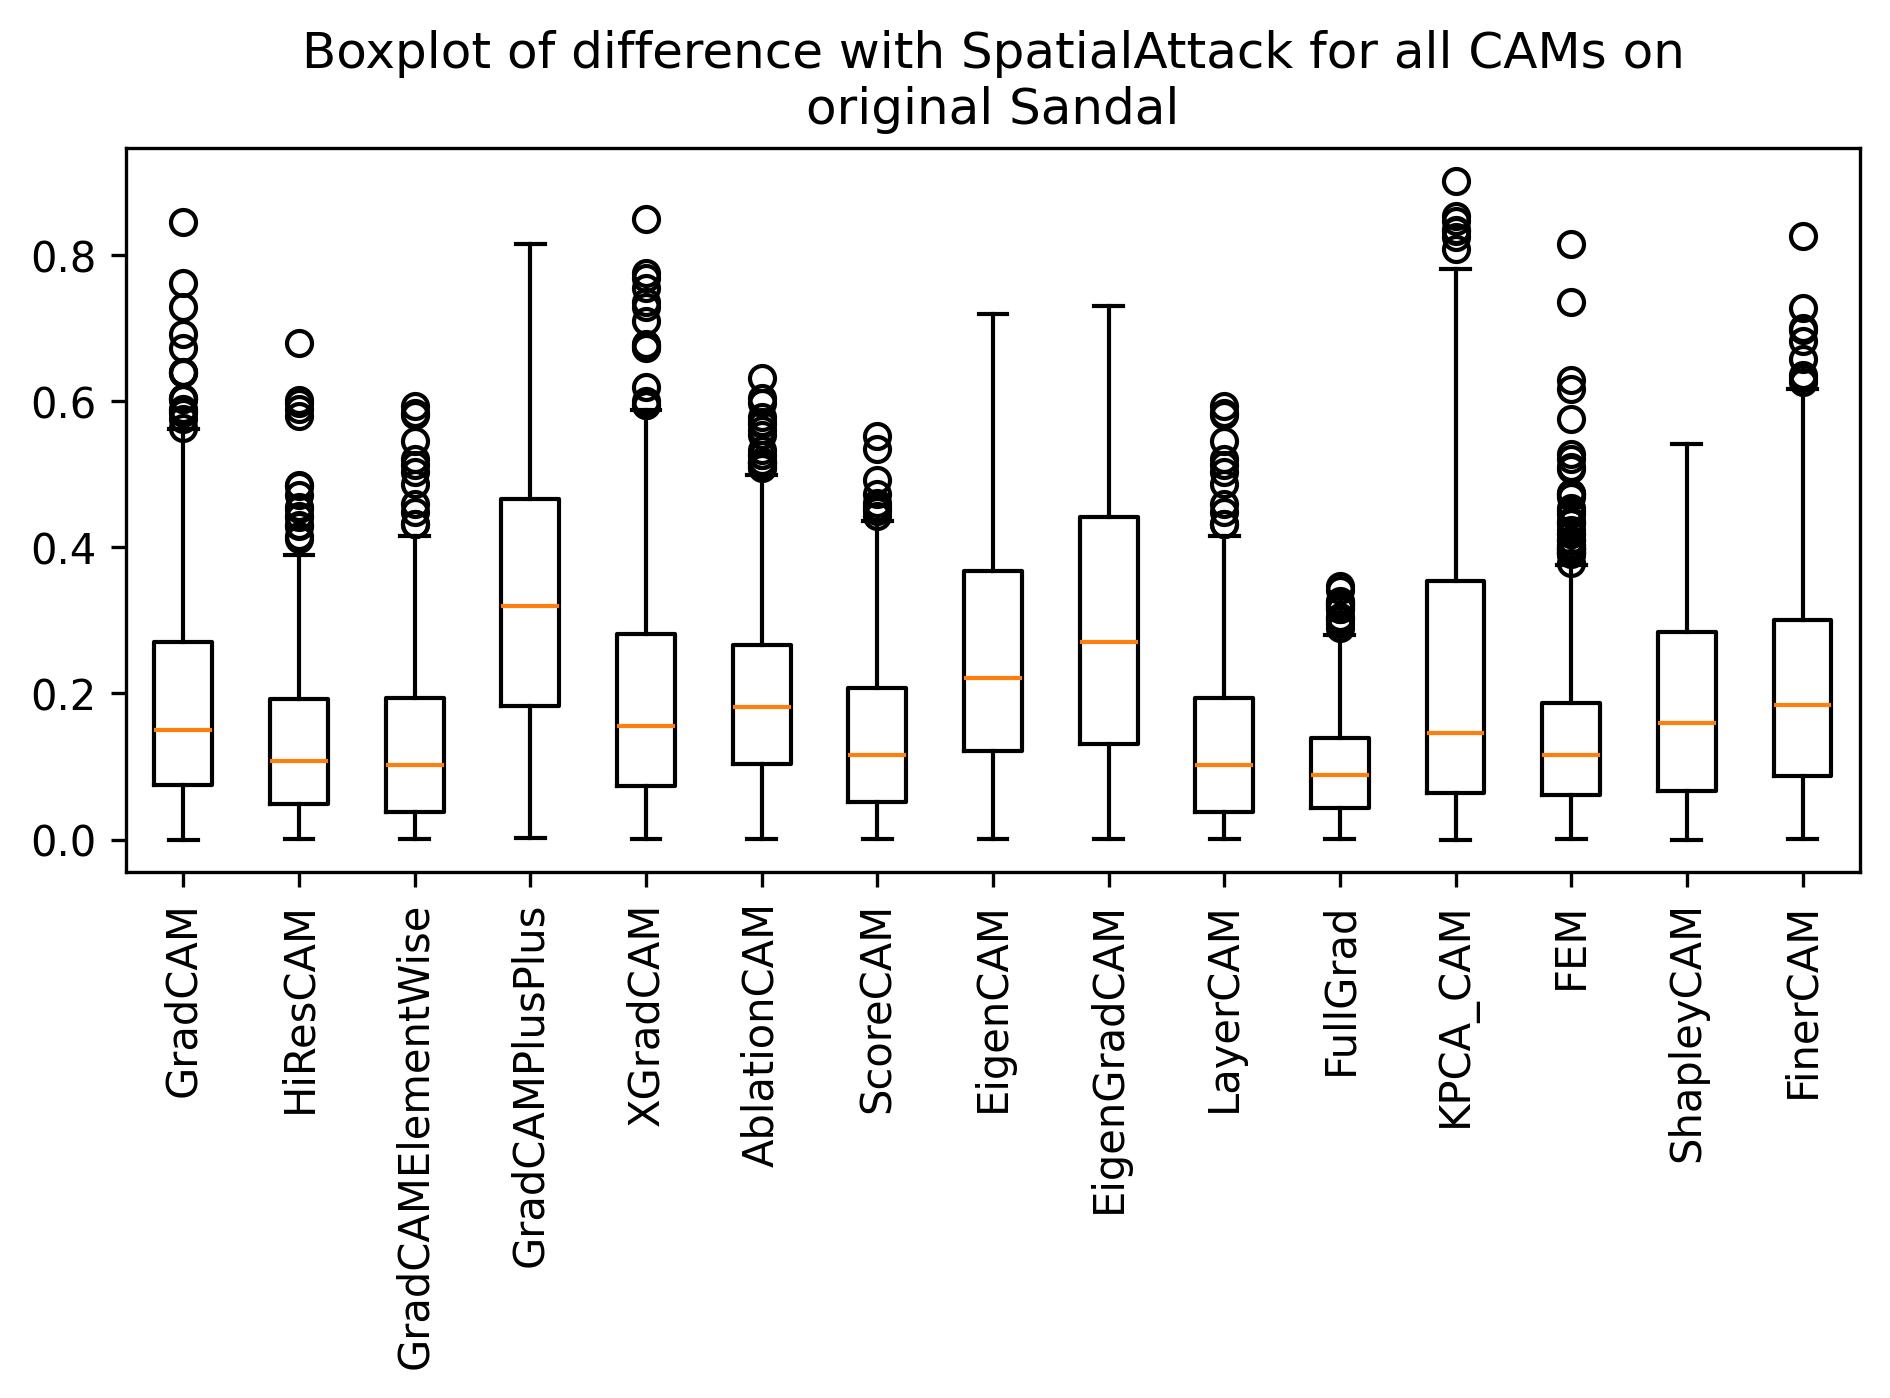 Boxplot of difference with SpatialAttack for all CAMs on
original Sandal
0.8
0.6
0.4
0.2
0.0
GradCAM
HiResCAM
GradCAMElementWise
GradCAMPlusPlus
XGradCAM
AblationCAM
ScoreCAM
EigenCAM
EigenGradCAM
LayerCAM
FullGrad
KPCA_CAM
FEM
ShapleyCAM
FinerCAM